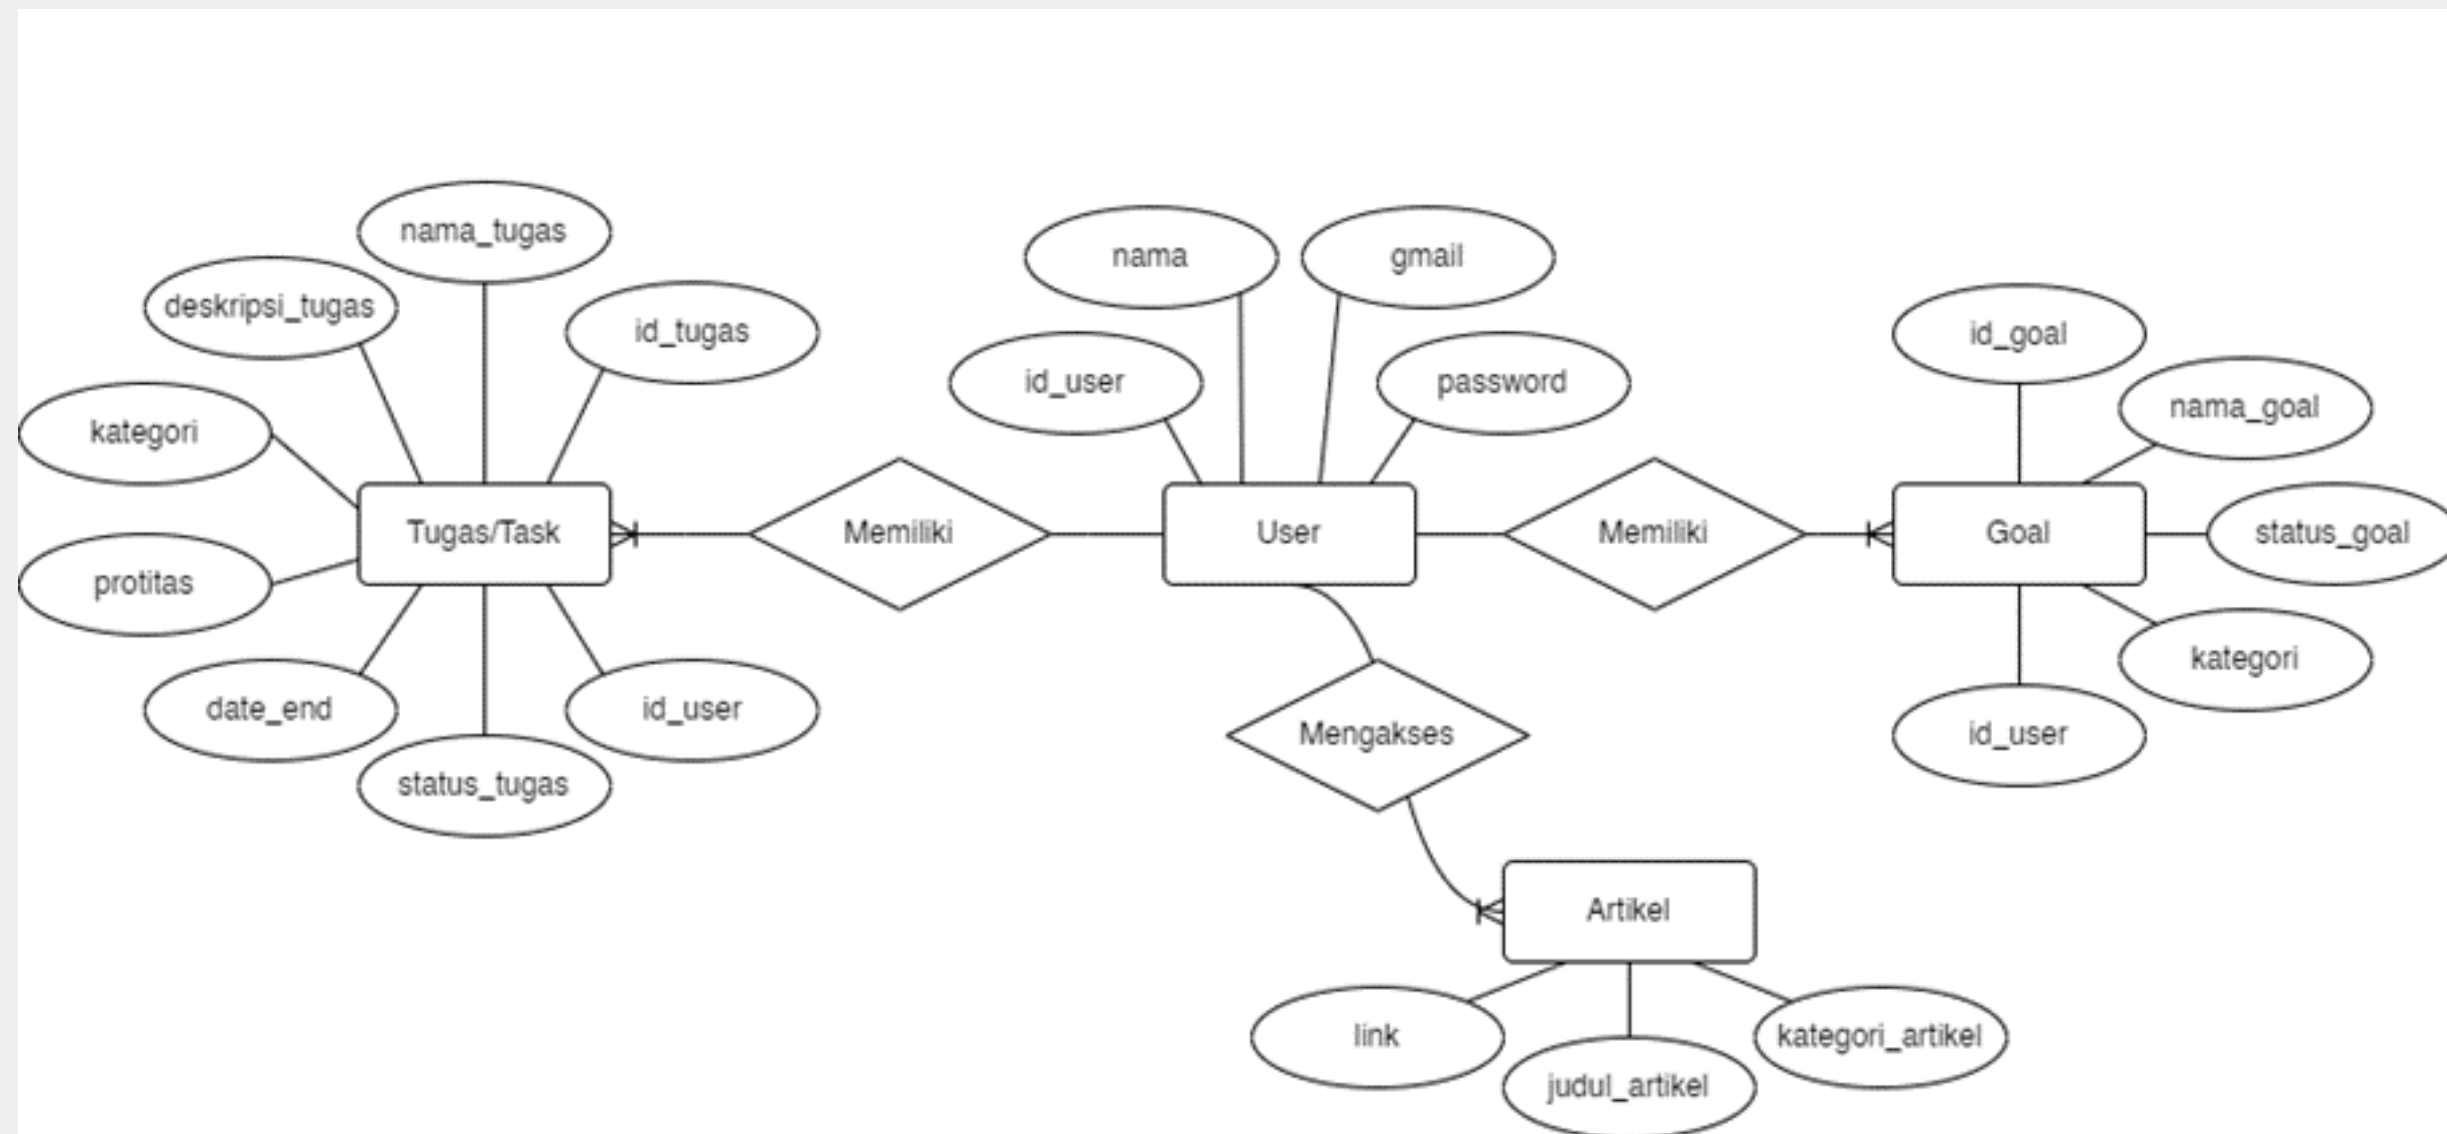 nama_tugas
deskripsi_tugas
id_tugas
kategori
protitas
date_end
status_tugas
id_user
Tugas/Task
Memiliki
nama
gmail
id_user
password
User
Memiliki
id_goal
nama_goal
status_goal
kategori
id_user
Goal
Mengakses
Artikel
link
judul_artikel
kategori_artikel